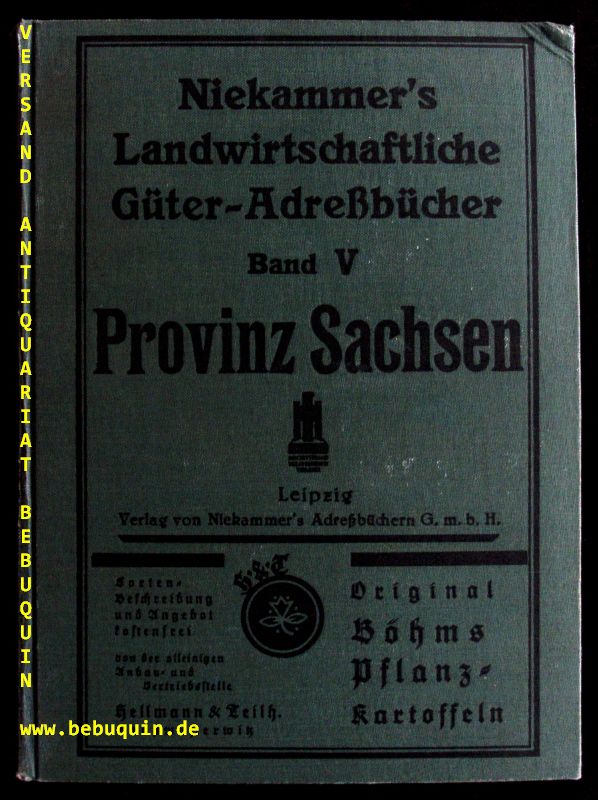 Niekammer's
Landwirtschaftliche
Güter-Adreßbücher
Band V
Provinz Sachsen
Leipzig
Verlag von Niekammer's Adreßbüchern G. m. b. H.
Sorten-
Beschreibung
und Angebot
kostenfrei
von der alleinigen
Anbau- und
Vertriebsstelle
Hellmann & Teilh.
Original
Böhms
Pflanz-
Kartoffeln
VERSAND ANTIQUARIAT BEBUQUIN
www.bebuquin.de